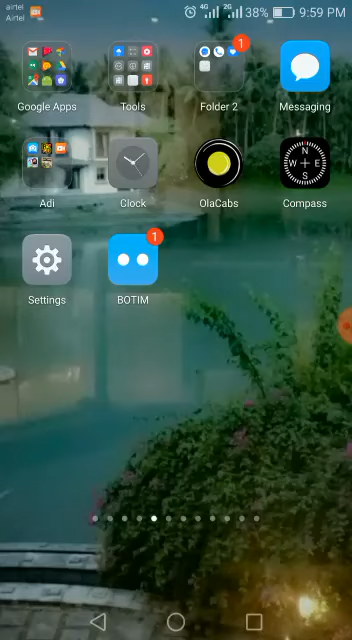 airtel
Airtel
4G 2G 38% 9:59 PM
1
Google Apps Tools Folder 2 Messaging
N
W E
S
Adi Clock OlaCabs Compass
1
Settings BOTIM